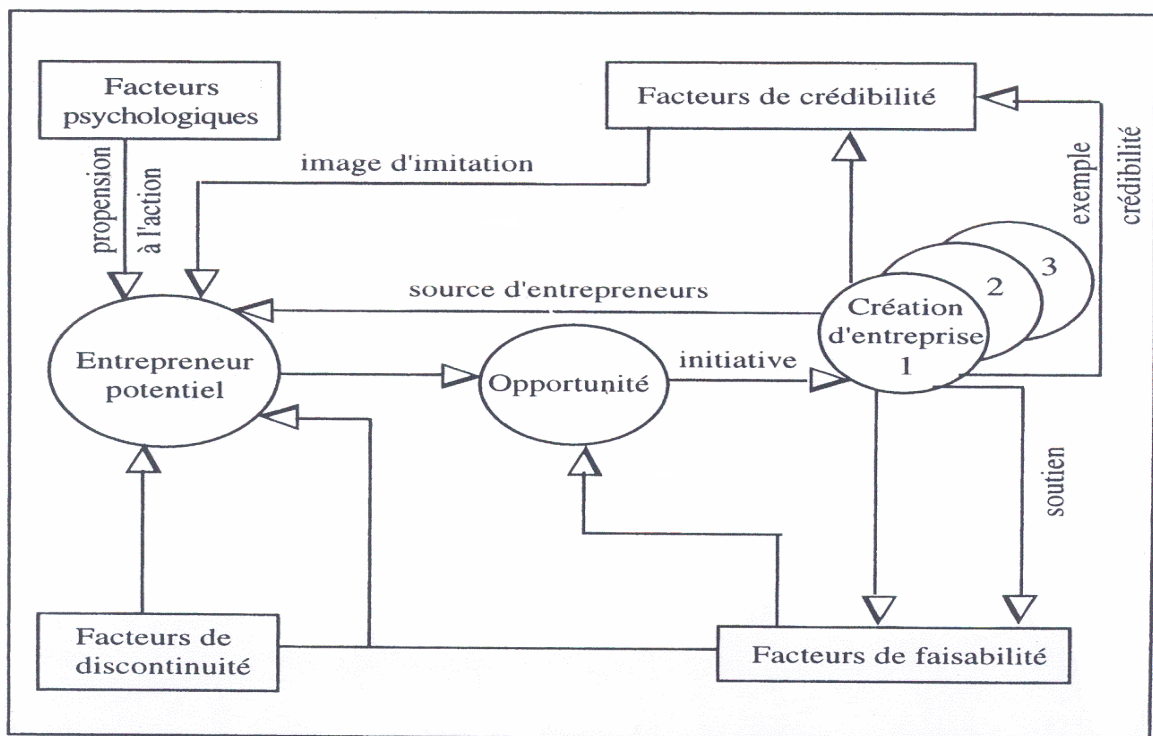 Facteurs
psychologiques
Facteurs de crédibilité
propension
à l'action
image d'imitation
exemple
crédibilité
source d'entrepreneurs
3
2
Création
d'entreprise
1
Entrepreneur
potentiel
Opportunité
initiative
soutien
Facteurs de
discontinuité
Facteurs de faisabilité